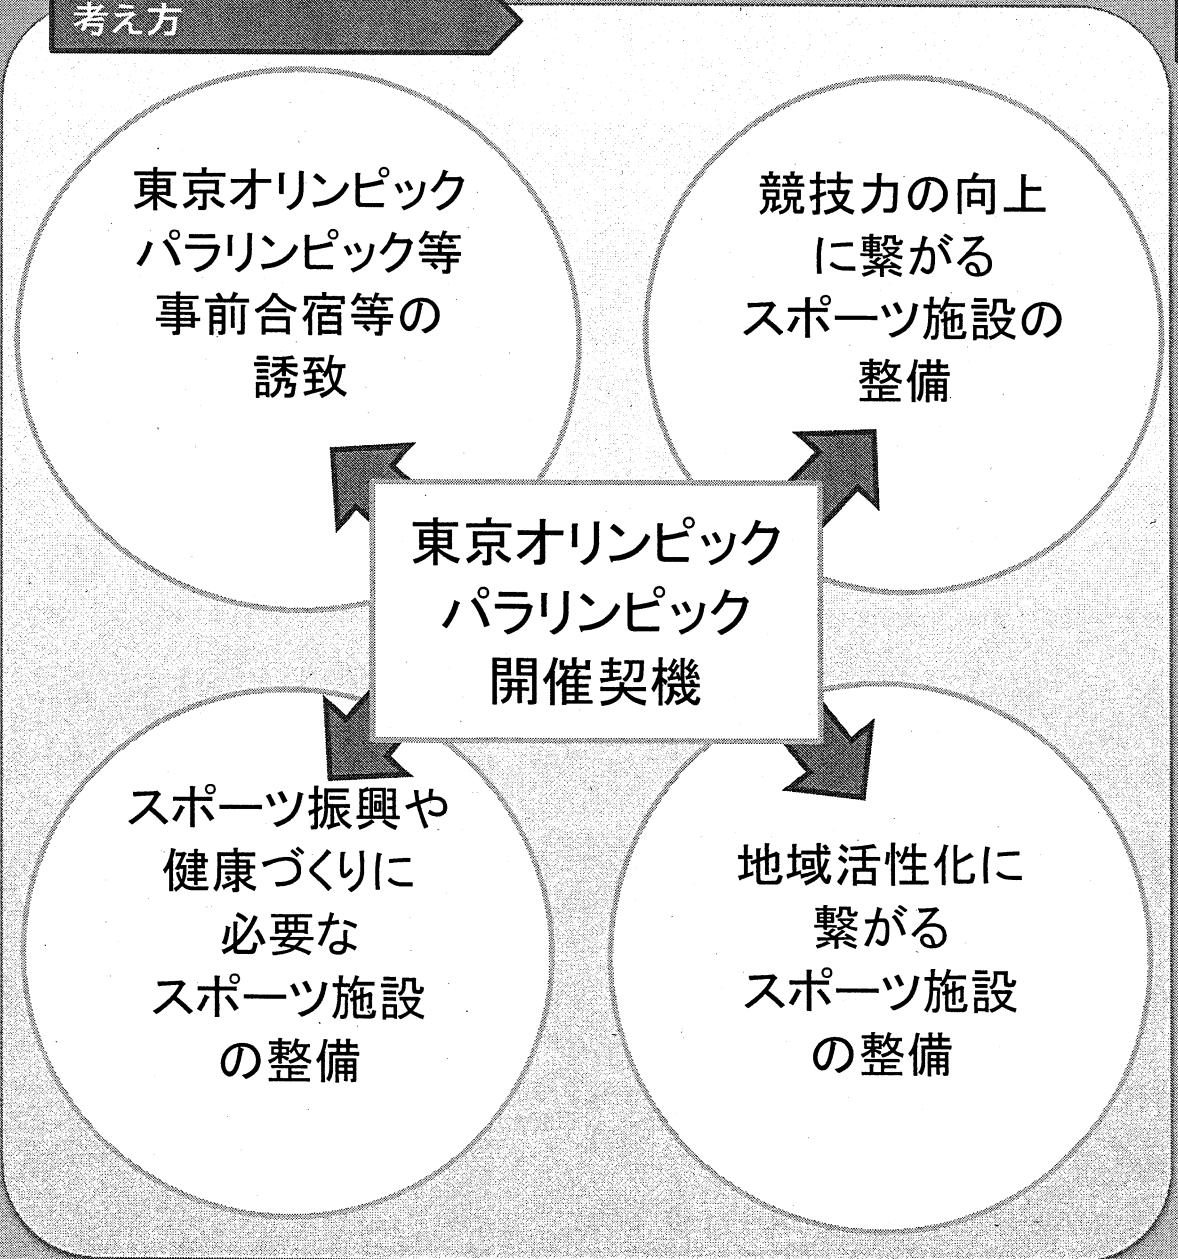 考え方
東京オリンピック
パラリンピック等
事前合宿等の
誘致
競技力の向上
に繋がる
スポーツ施設の
整備
東京オリンピック
パラリンピック
開催契機
スポーツ振興や
健康づくりに
必要な
スポーツ施設
の整備
地域活性化に
繋がる
スポーツ施設
の整備